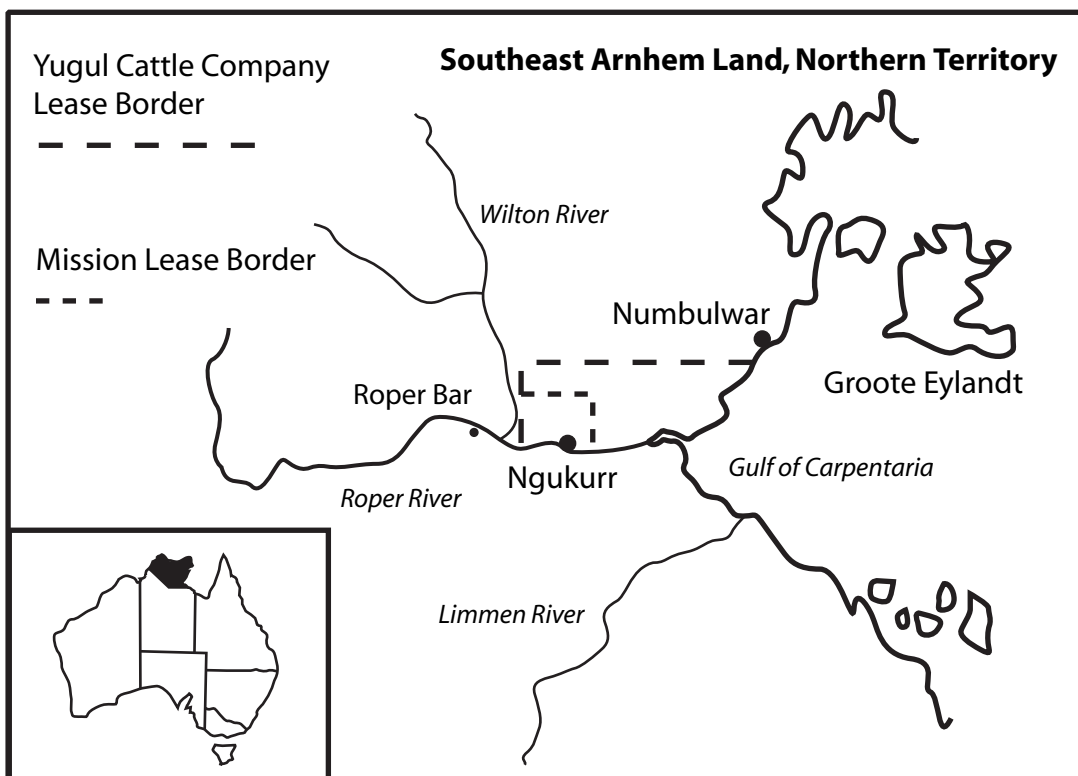 Southeast Arnhem Land, Northern Territory
Yugul Cattle Company
Lease Border
Wilton River
Mission Lease Border
Numbulwar
Groote Eylandt
Roper Bar
Ngukurr
Gulf of Carpentaria
Roper River
Limmen River